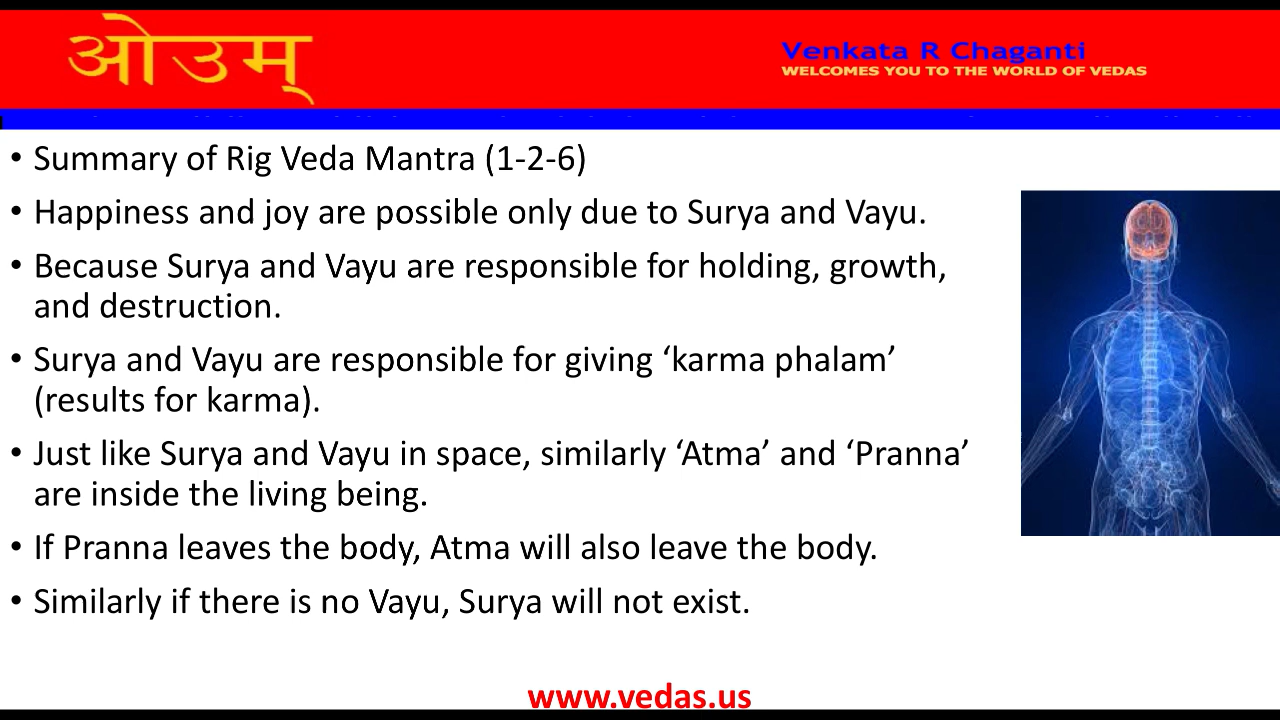 ओउम्
Venkata R Chaganti
WELCOMES YOU TO THE WORLD OF VEDAS
• Summary of Rig Veda Mantra (1-2-6)
• Happiness and joy are possible only due to Surya and Vayu.
• Because Surya and Vayu are responsible for holding, growth,
and destruction.
• Surya and Vayu are responsible for giving ‘karma phalam’
(results for karma).
• Just like Surya and Vayu in space, similarly ‘Atma’ and ‘Pranna’
are inside the living being.
• If Pranna leaves the body, Atma will also leave the body.
• Similarly if there is no Vayu, Surya will not exist.
www.vedas.us